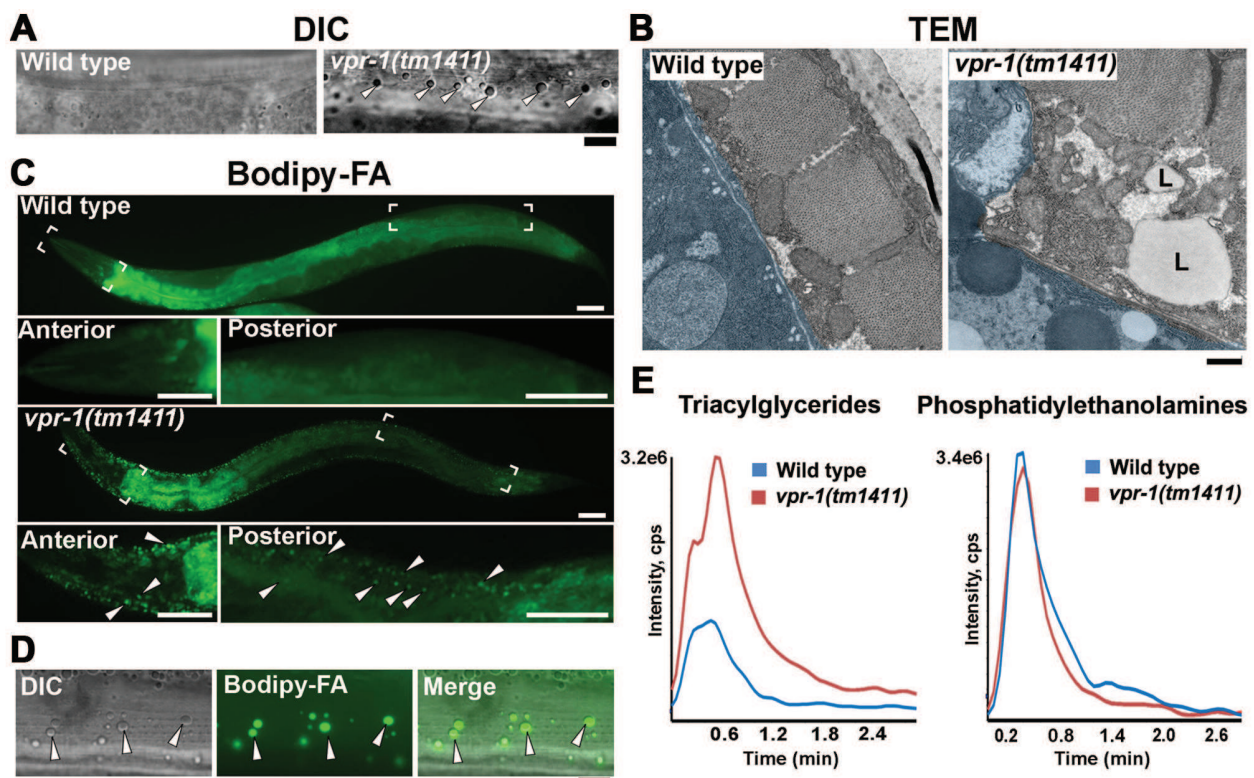 A DIC
Wild type
vpr-1(tm1411)
B TEM
Wild type
vpr-1(tm1411)
L
L
C Bodipy-FA
Wild type
Anterior
Posterior
vpr-1(tm1411)
Anterior
Posterior
D
DIC
Bodipy-FA
Merge
E
Triacylglycerides
3.2e6
Wild type
vpr-1(tm1411)
Intensity, cps
0.6 1.2 1.8 2.4
Time (min)
Phosphatidylethanolamines
3.4e6
Wild type
vpr-1(tm1411)
Intensity, cps
0.2 0.8 1.4 2.0 2.6
Time (min)